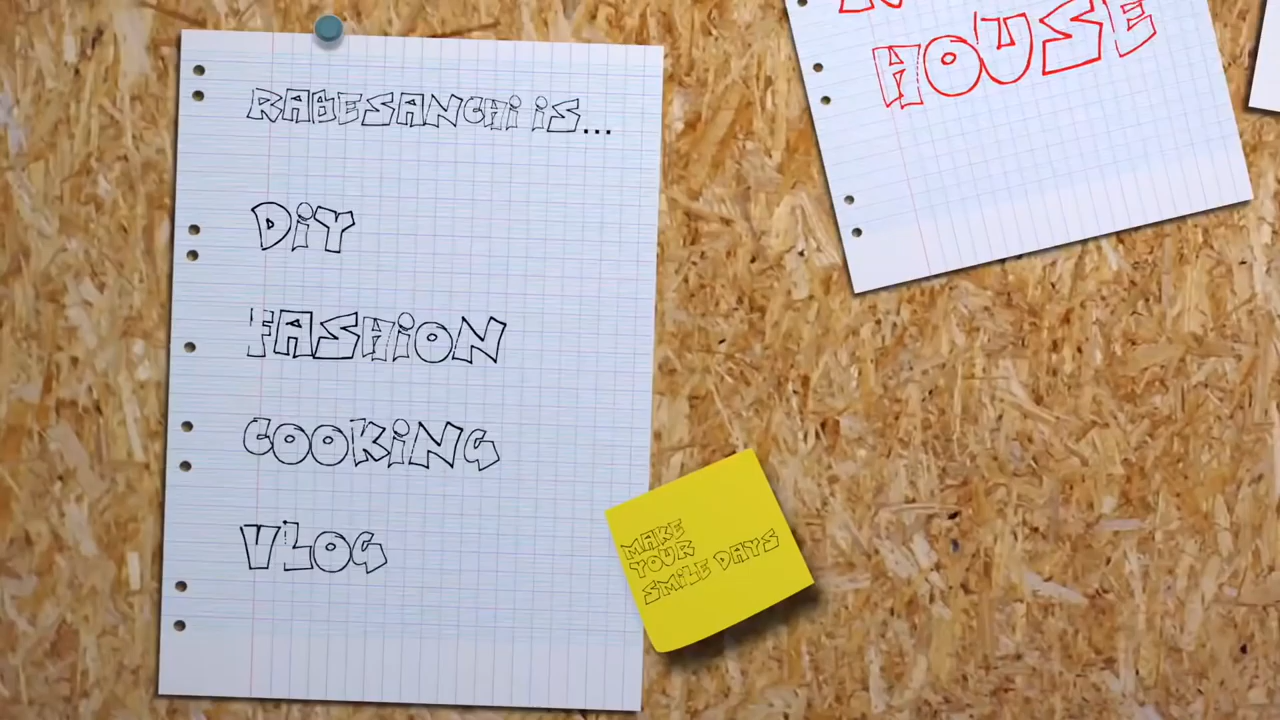 RABESANCHi iS...
DiY
FASHiON
COOKiNG
VLOG
HOUSE
MAKE
YOUR
SMiLE DAYS